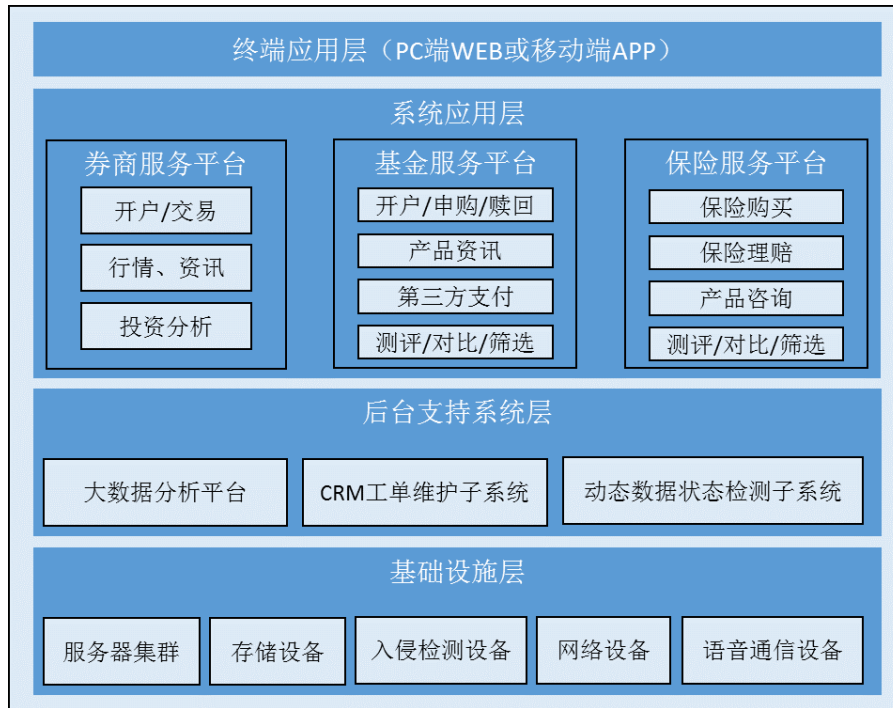 终端应用层（PC端WEB或移动端APP）
系统应用层
券商服务平台
开户/交易
行情、资讯
投资分析
基金服务平台
开户/申购/赎回
产品资讯
第三方支付
测评/对比/筛选
保险服务平台
保险购买
保险理赔
产品咨询
测评/对比/筛选
后台支持系统层
大数据分析平台
CRM工单维护子系统
动态数据状态检测子系统
基础设施层
服务器集群
存储设备
入侵检测设备
网络设备
语音通信设备